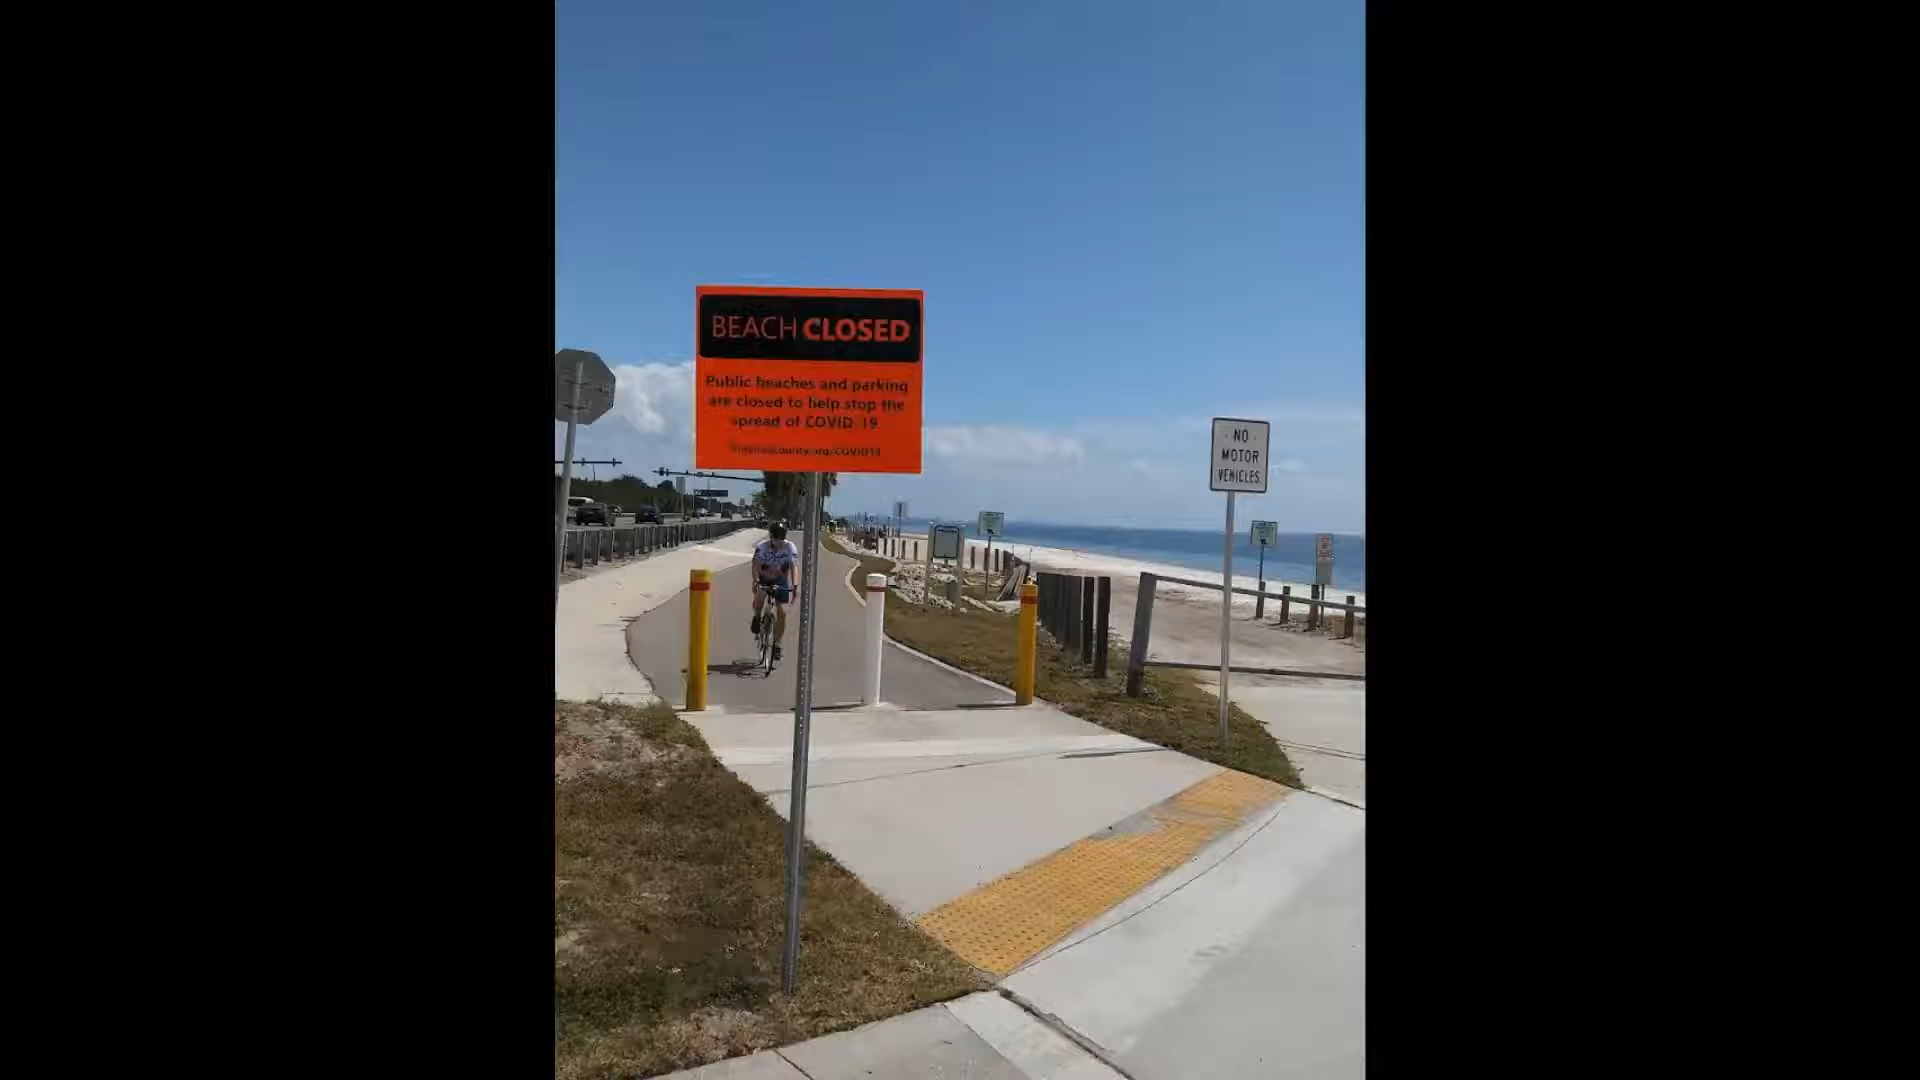 BEACH CLOSED
Public beaches and parking
are closed to help stop the
spread of COVID-19
NO
MOTOR
VEHICLES